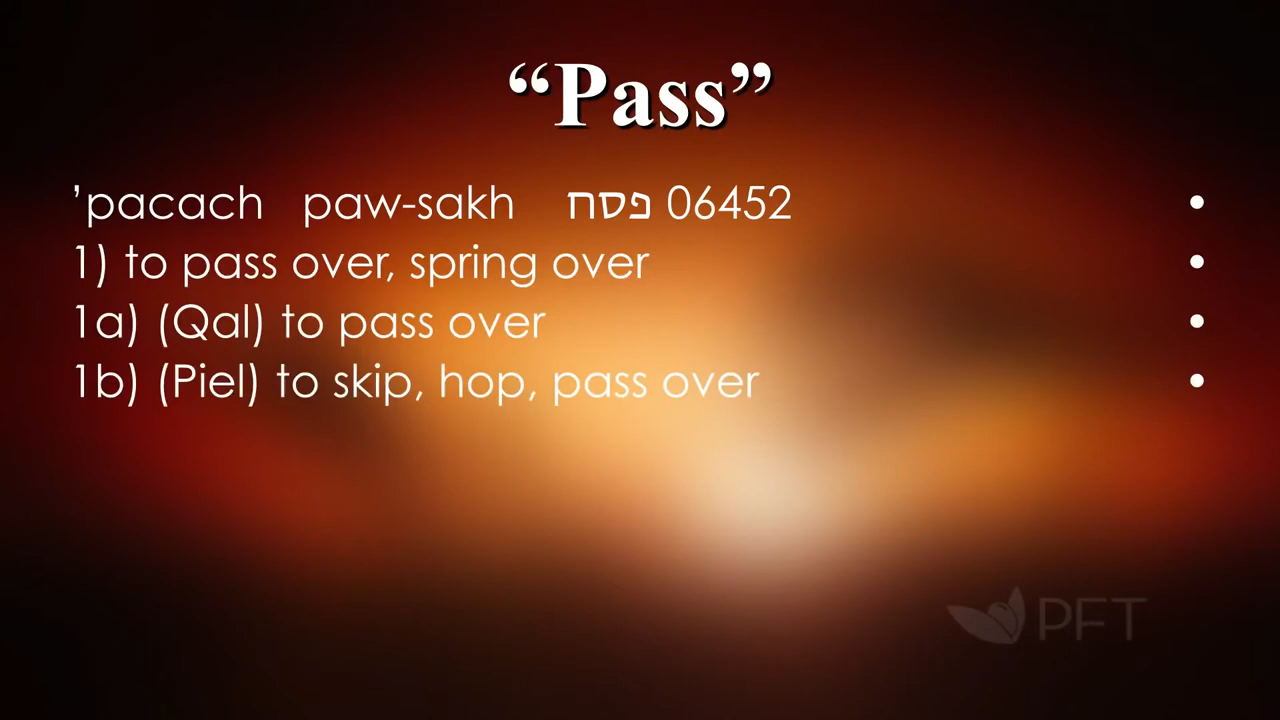 “Pass”
’pacach paw-sakh פסח 06452
1) to pass over, spring over
1a) (Qal) to pass over
1b) (Piel) to skip, hop, pass over
PFT